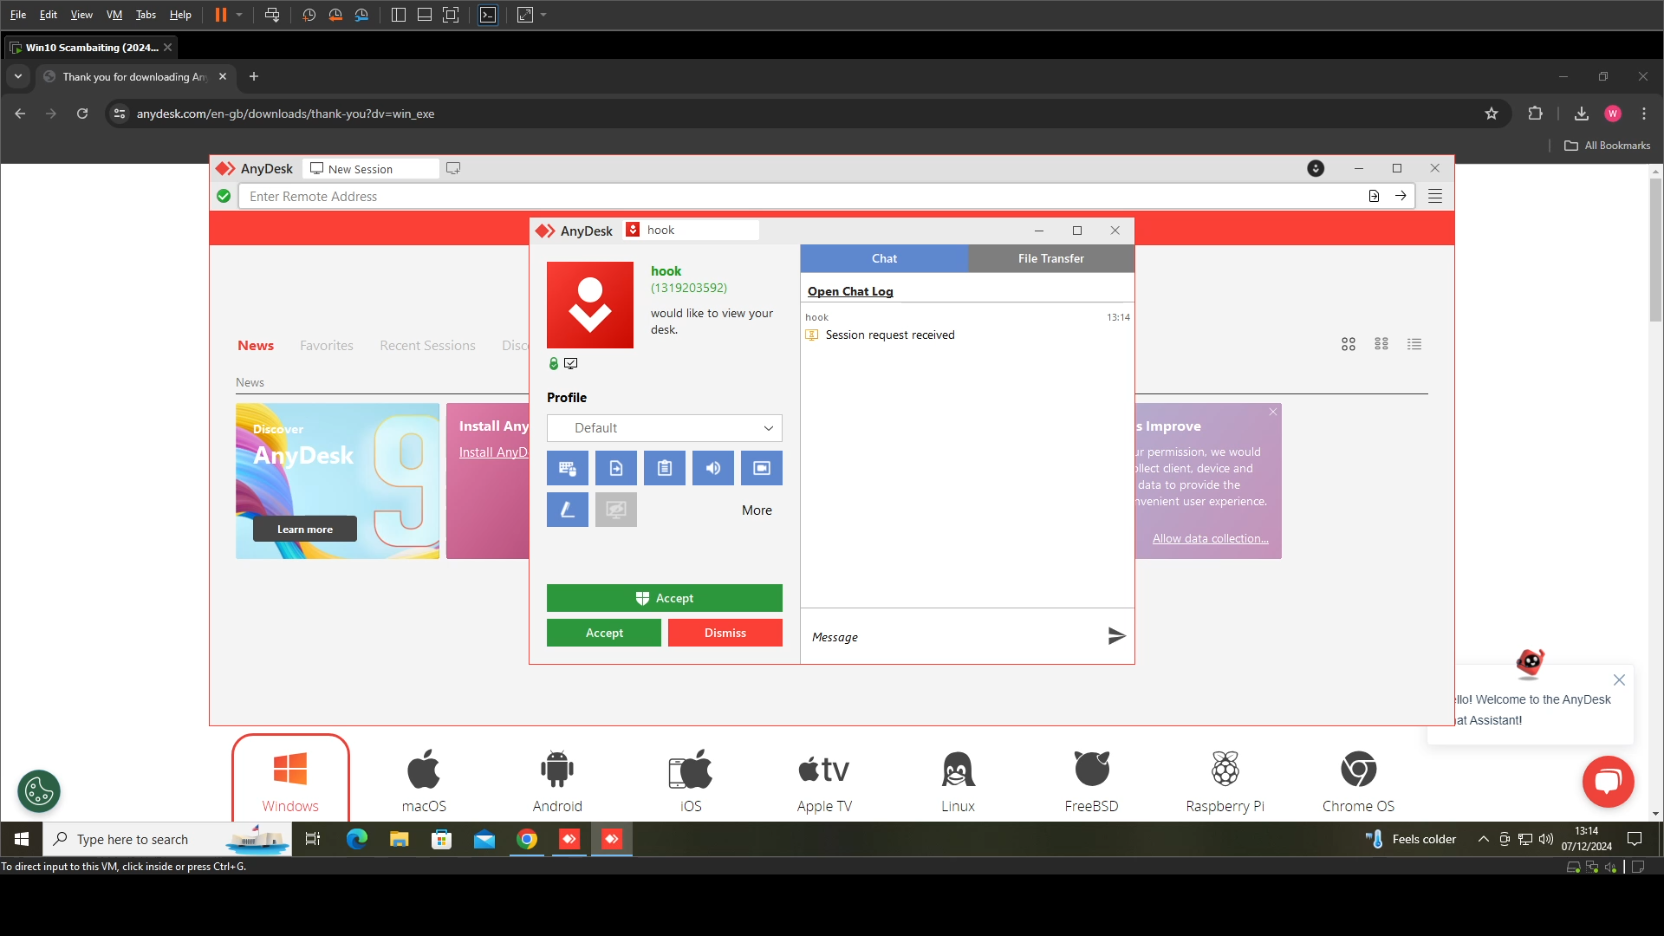 File Edit View VM Tabs Help
Win10 Scambaiting (2024...
Thank you for downloading An
anydesk.com/en-gb/downloads/thank-you?dv=win_exe
W
All Bookmarks
AnyDesk New Session
Enter Remote Address
AnyDesk hook
hook
(1319203592)
would like to view your
desk.
Profile
Default
More
Accept
Accept Dismiss
Chat File Transfer
Open Chat Log
hook 13:14
Session request received
Message
News Favorites Recent Sessions Disc
News
Discover
AnyDesk
9
Learn more
Install Any
Install AnyD
s Improve
ur permission, we would
ollect client, device and
data to provide the
nvenient user experience.
Allow data collection...
llo! Welcome to the AnyDesk
at Assistant!
Windows macOS Android iOS Apple TV Linux FreeBSD Raspberry Pi Chrome OS
tv
Type here to search
Feels colder
13:14
07/12/2024
To direct input to this VM, click inside or press Ctrl+G.